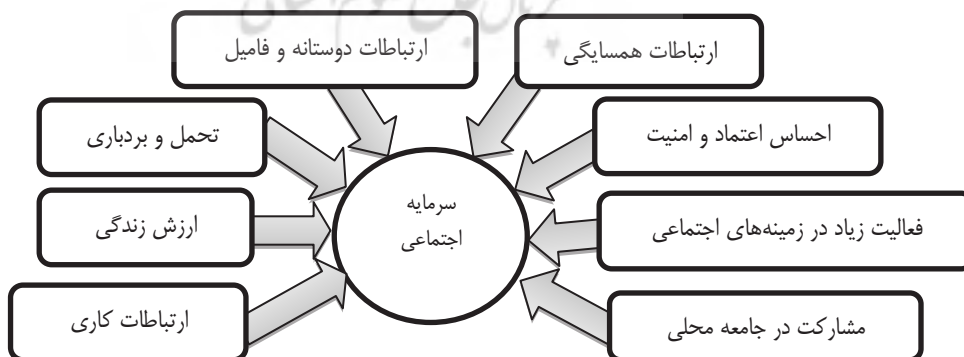 ارتباطات همسایگی
ارتباطات دوستانه و فامیل
احساس اعتماد و امنیت
تحمل و بردباری
سرمایه
اجتماعی
فعالیت زیاد در زمینه‌های اجتماعی
ارزش زندگی
مشارکت در جامعه محلی
ارتباطات کاری